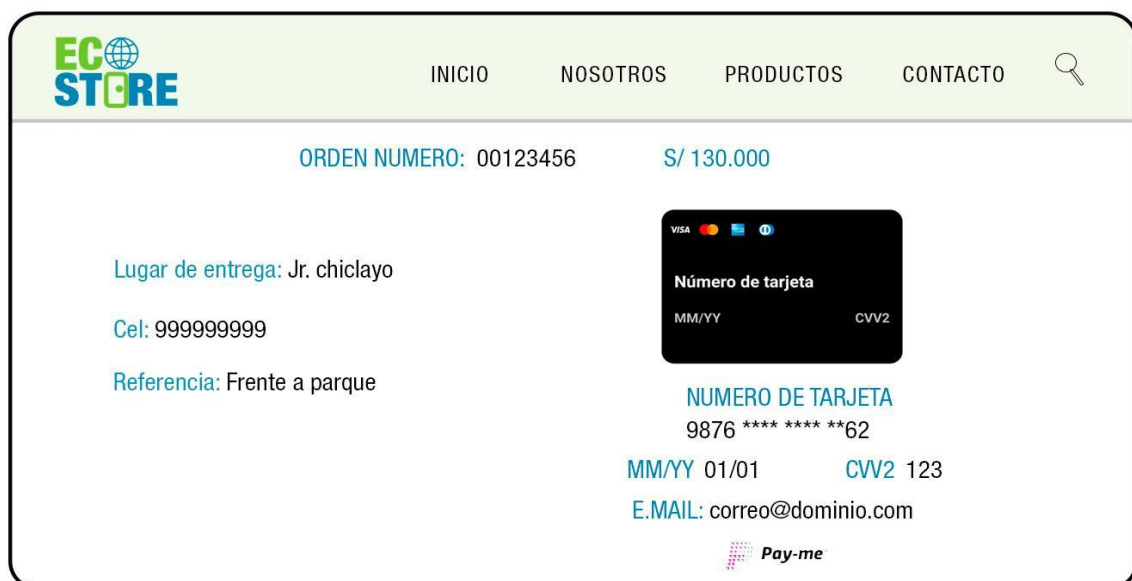 ECO STORE
INICIO NOSOTROS PRODUCTOS CONTACTO
ORDEN NUMERO: 00123456 S/ 130.000
Lugar de entrega: Jr. chiclayo
Cel: 999999999
Referencia: Frente a parque
VISA
Número de tarjeta
MM/YY CVV2
NUMERO DE TARJETA
9876 **** **** **62
MM/YY 01/01 CVV2 123
E.MAIL: correo@dominio.com
Pay-me